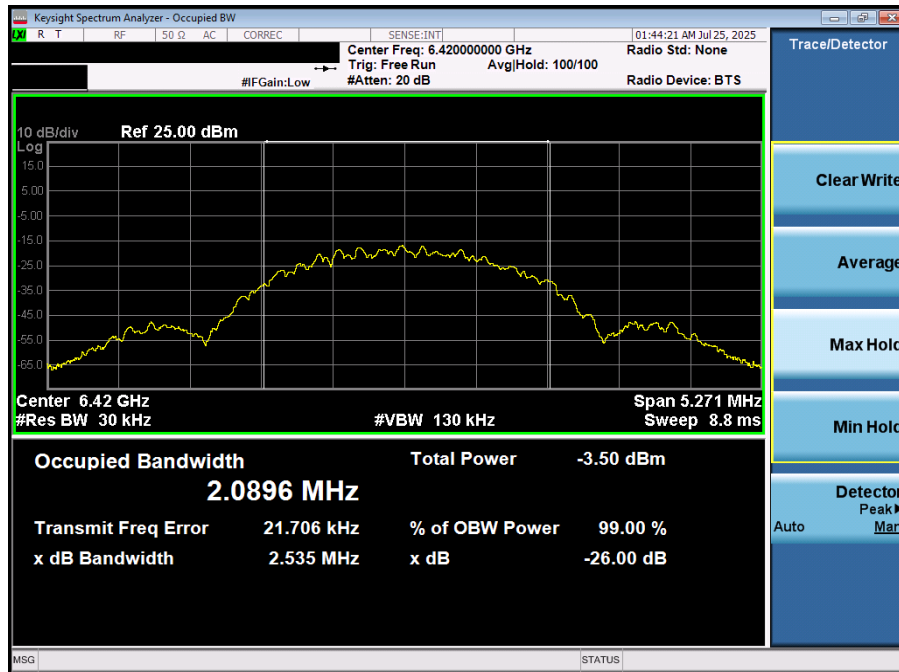 Keysight Spectrum Analyzer - Occupied BW
LXI R T RF 50 Ω AC CORREC SENSE:INT 01:44:21 AM Jul 25, 2025
Center Freq: 6.420000000 GHz Radio Std: None
Trig: Free Run Avg|Hold: 100/100
#IFGain:Low #Atten: 20 dB Radio Device: BTS
10 dB/div Ref 25.00 dBm
Log
15.0
5.00
-5.00
-15.0
-25.0
-35.0
-45.0
-55.0
-65.0
Center 6.42 GHz Span 5.271 MHz
#Res BW 30 kHz #VBW 130 kHz Sweep 8.8 ms
Occupied Bandwidth Total Power -3.50 dBm
2.0896 MHz
Transmit Freq Error 21.706 kHz % of OBW Power 99.00 %
x dB Bandwidth 2.535 MHz x dB -26.00 dB
MSG STATUS
Trace/Detector
Clear Write
Average
Max Hold
Min Hold
Detector
Peak
Auto Man